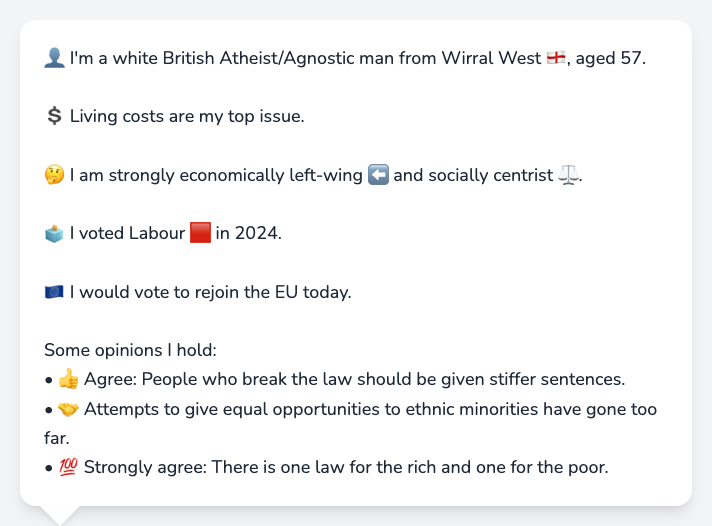 👤 I'm a white British Atheist/Agnostic man from Wirral West 🏴󠁧󠁢󠁥󠁮󠁧󠁿, aged 57.
💲 Living costs are my top issue.
🤔 I am strongly economically left-wing ⬅️ and socially centrist ⚖️.
🗳️ I voted Labour 🟥 in 2024.
🇪🇺 I would vote to rejoin the EU today.
Some opinions I hold:
• 👍 Agree: People who break the law should be given stiffer sentences.
• 🤝 Attempts to give equal opportunities to ethnic minorities have gone too
far.
• 💯 Strongly agree: There is one law for the rich and one for the poor.